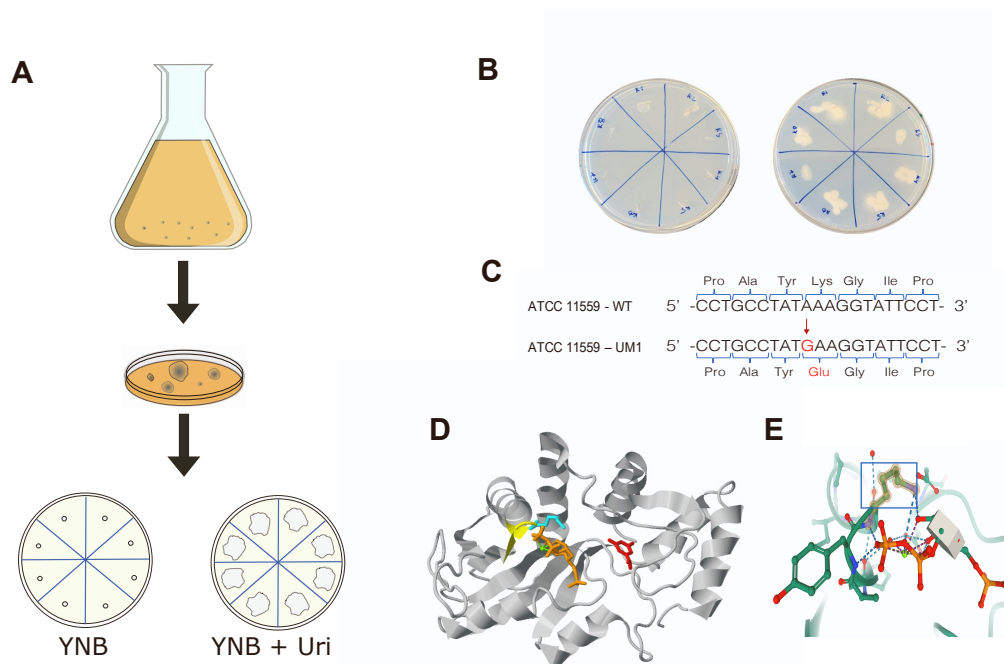 A
B
C
D
E
YNB
YNB + Uri
Pro Ala Tyr Lys Gly Ile Pro
ATCC 11559 - WT 5' -CCTGCCTATAAAGGTATTCCT- 3'
ATCC 11559 – UM1 5' -CCTGCCTATGAAGGTATTCCT- 3'
Pro Ala Tyr Glu Gly Ile Pro